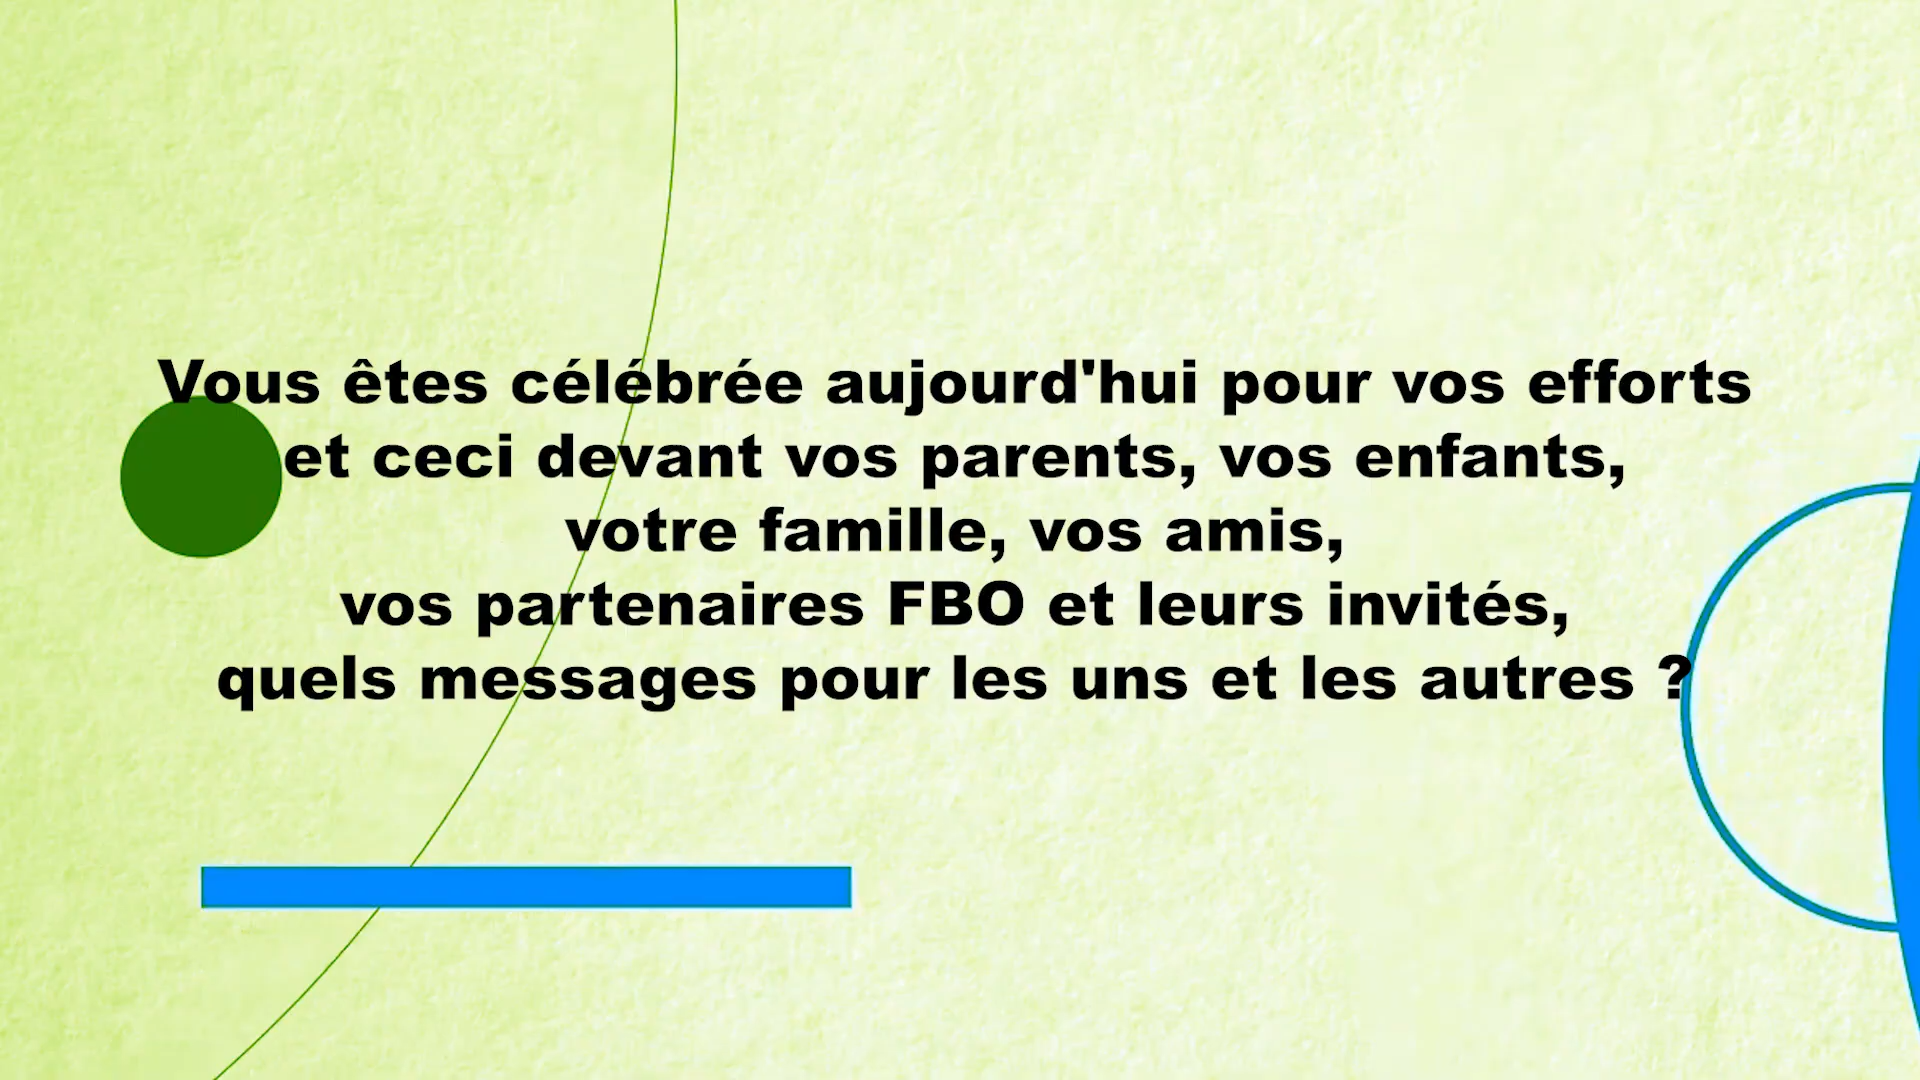 Vous êtes célébrée aujourd'hui pour vos efforts
et ceci devant vos parents, vos enfants,
votre famille, vos amis,
vos partenaires FBO et leurs invités,
quels messages pour les uns et les autres ?